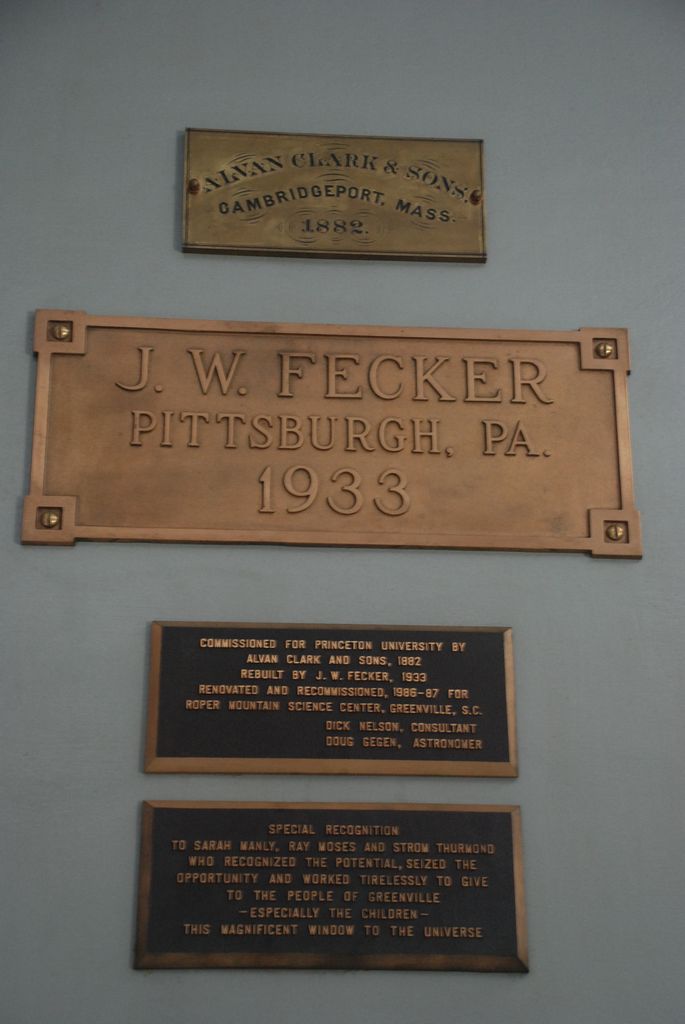 ALVAN CLARK & SONS,
CAMBRIDGEPORT, MASS.
1882.
J. W. FECKER
PITTSBURGH, PA.
1933
COMMISSIONED FOR PRINCETON UNIVERSITY BY
ALVAN CLARK AND SONS, 1882
REBUILT BY J. W. FECKER, 1933
RENOVATED AND RECOMMISSIONED, 1986-87 FOR
ROPER MOUNTAIN SCIENCE CENTER, GREENVILLE, S.C.
DICK NELSON, CONSULTANT
DOUG GEGEN, ASTRONOMER
SPECIAL RECOGNITION
TO SARAH MANLY, RAY MOSES AND STROM THURMOND
WHO RECOGNIZED THE POTENTIAL, SEIZED THE
OPPORTUNITY AND WORKED TIRELESSLY TO GIVE
TO THE PEOPLE OF GREENVILLE
-ESPECIALLY THE CHILDREN-
THIS MAGNIFICENT WINDOW TO THE UNIVERSE